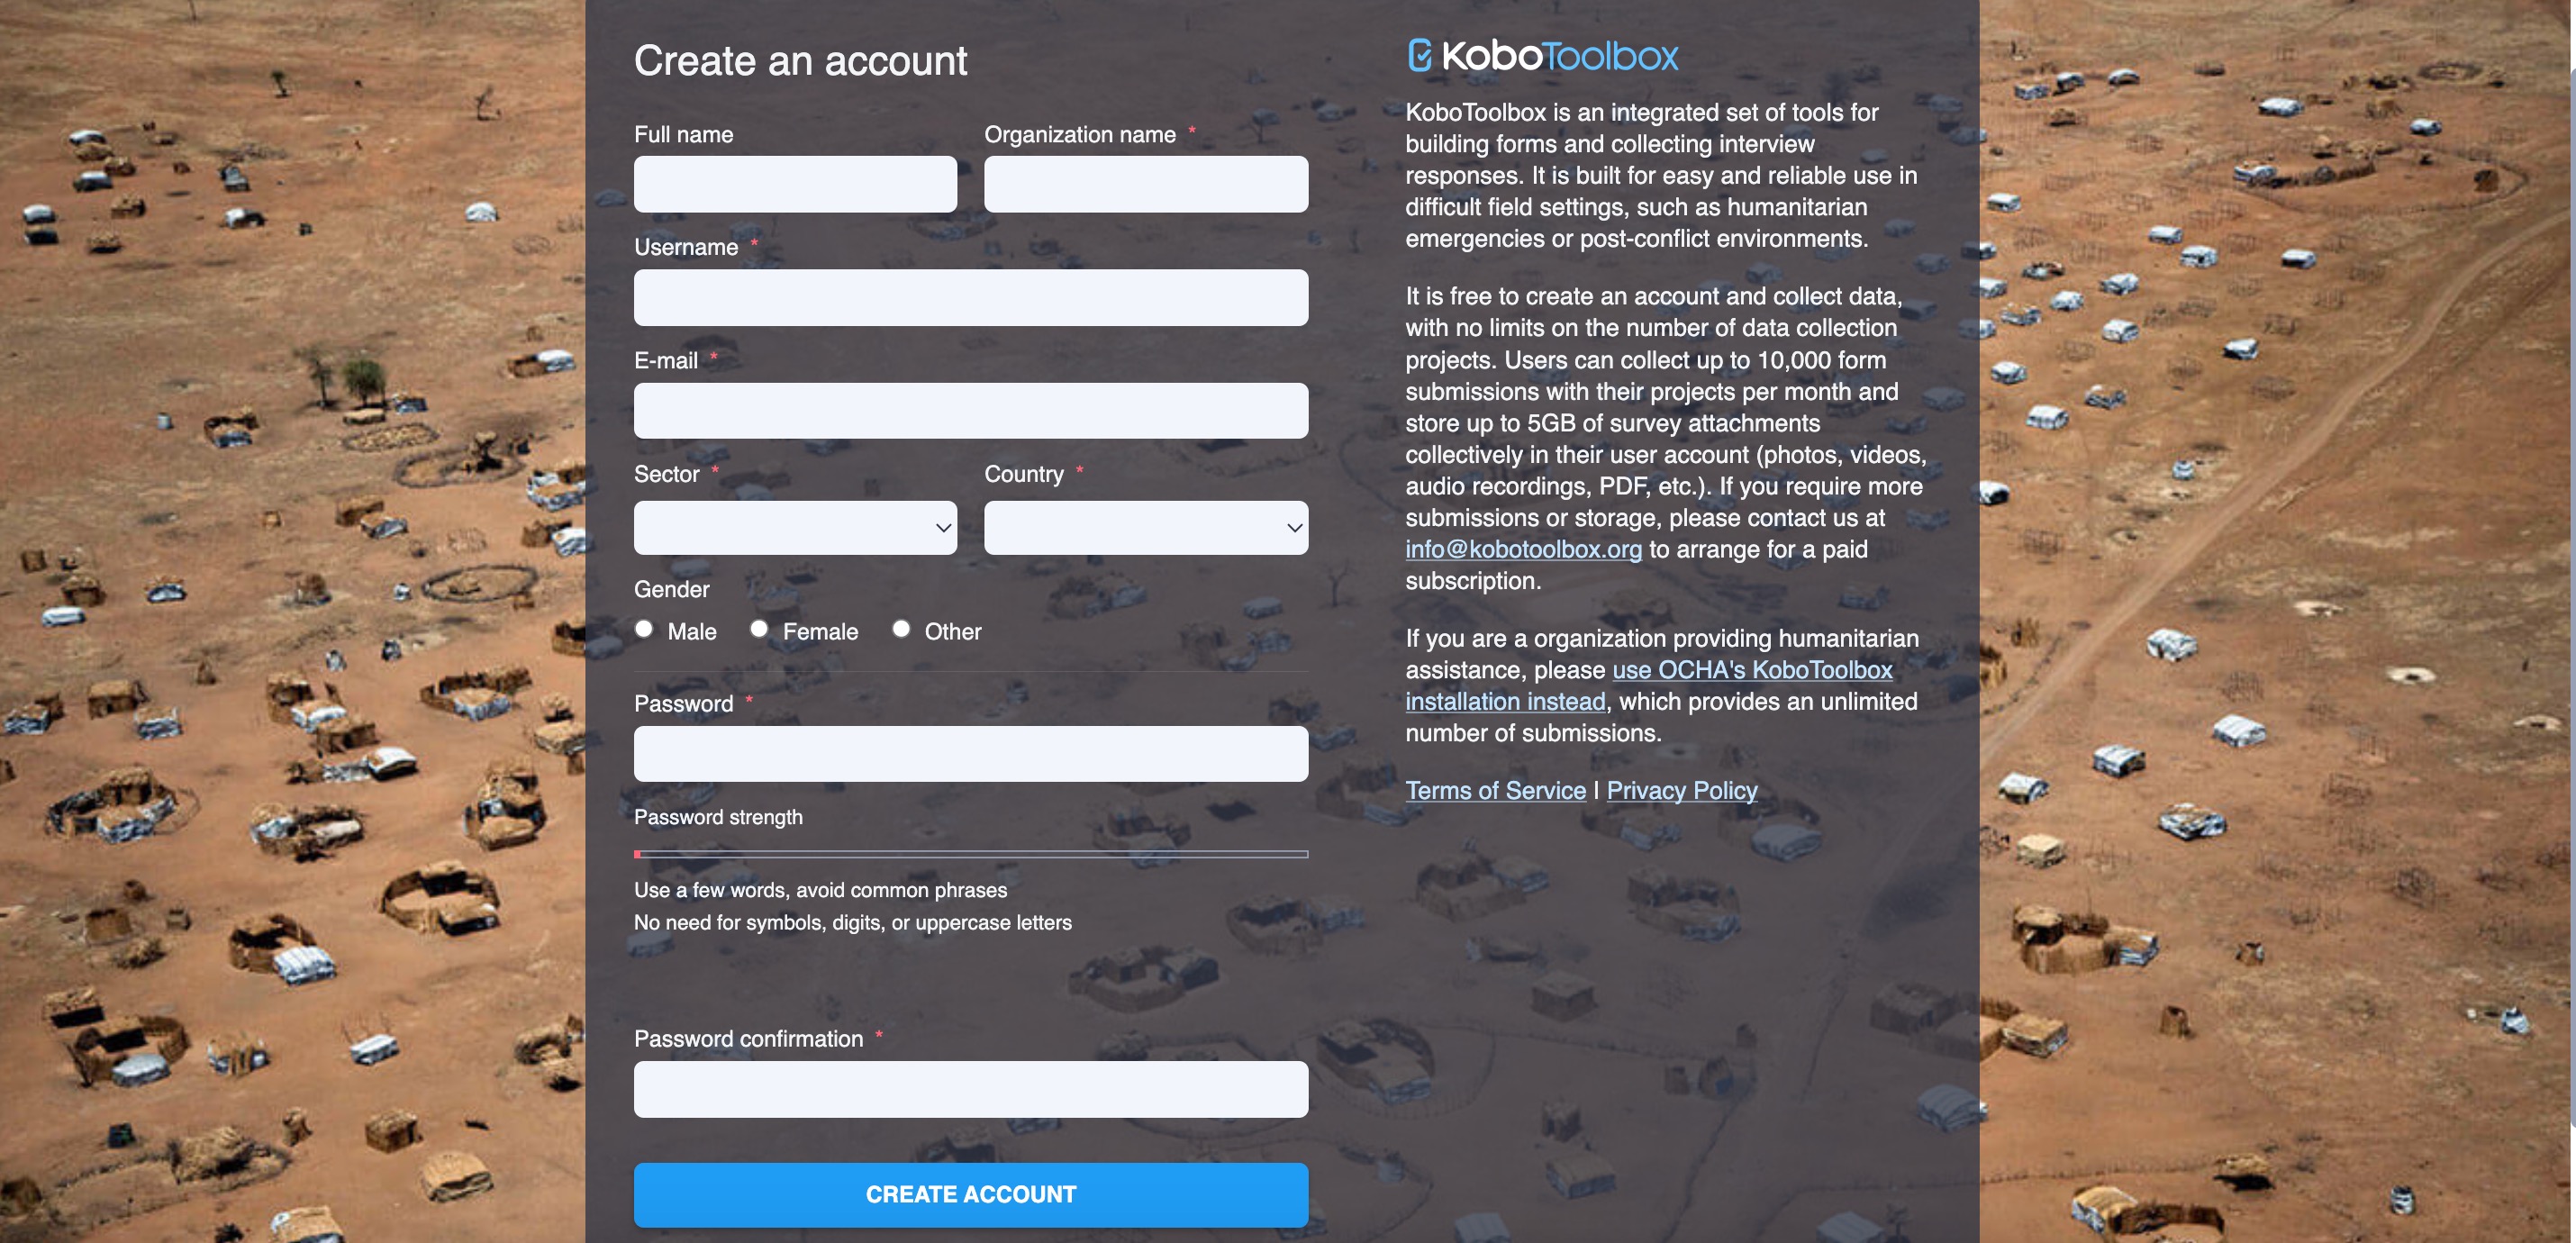 Create an account
Full name
Organization name *
Username *
E-mail *
Sector *
Country *
Gender
Male
Female
Other
Password *
Password strength
Use a few words, avoid common phrases
No need for symbols, digits, or uppercase letters
Password confirmation *
CREATE ACCOUNT
KoboToolbox
KoboToolbox is an integrated set of tools for
building forms and collecting interview
responses. It is built for easy and reliable use in
difficult field settings, such as humanitarian
emergencies or post-conflict environments.
It is free to create an account and collect data,
with no limits on the number of data collection
projects. Users can collect up to 10,000 form
submissions with their projects per month and
store up to 5GB of survey attachments
collectively in their user account (photos, videos,
audio recordings, PDF, etc.). If you require more
submissions or storage, please contact us at
info@kobotoolbox.org to arrange for a paid
subscription.
If you are a organization providing humanitarian
assistance, please use OCHA's KoboToolbox
installation instead, which provides an unlimited
number of submissions.
Terms of Service | Privacy Policy